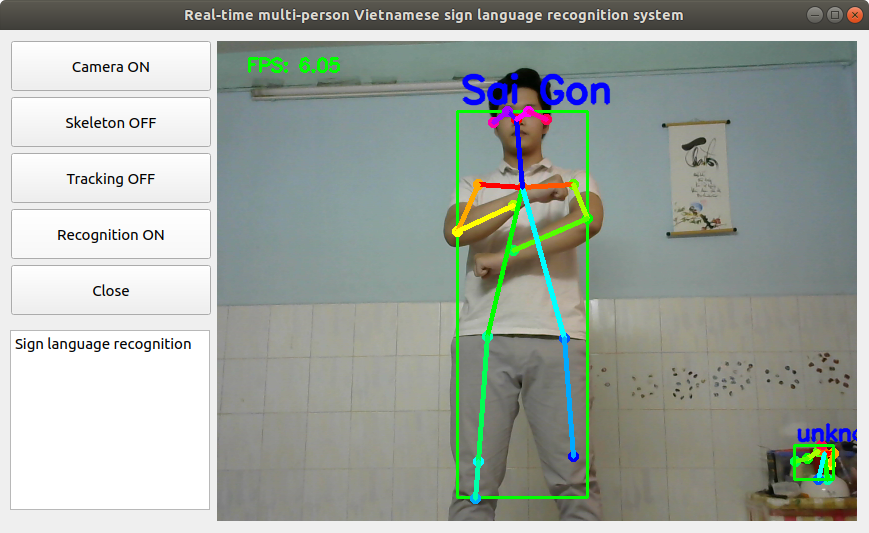 Real-time multi-person Vietnamese sign language recognition system
Camera ON
Skeleton OFF
Tracking OFF
Recognition ON
Close
Sign language recognition
FPS: 6.05
Sai Gon
unkno